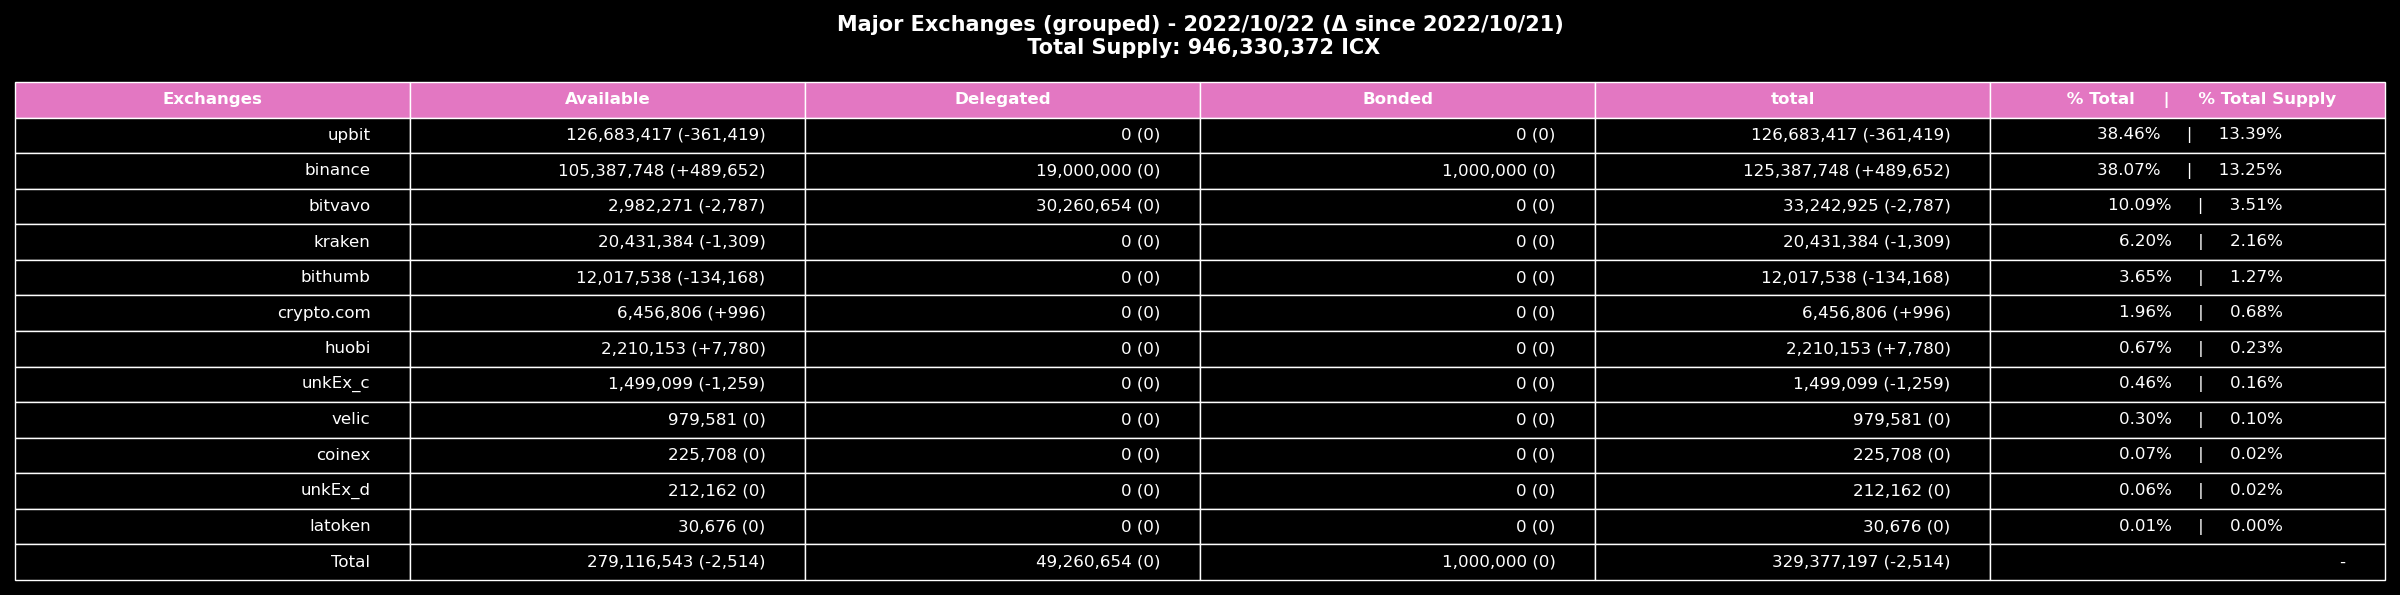 Major Exchanges (grouped) - 2022/10/22 (Δ since 2022/10/21)
Total Supply: 946,330,372 ICX
Exchanges Available Delegated Bonded total % Total | % Total Supply
upbit 126,683,417 (-361,419) 0 (0) 0 (0) 126,683,417 (-361,419) 38.46% | 13.39%
binance 105,387,748 (+489,652) 19,000,000 (0) 1,000,000 (0) 125,387,748 (+489,652) 38.07% | 13.25%
bitvavo 2,982,271 (-2,787) 30,260,654 (0) 0 (0) 33,242,925 (-2,787) 10.09% | 3.51%
kraken 20,431,384 (-1,309) 0 (0) 0 (0) 20,431,384 (-1,309) 6.20% | 2.16%
bithumb 12,017,538 (-134,168) 0 (0) 0 (0) 12,017,538 (-134,168) 3.65% | 1.27%
crypto.com 6,456,806 (+996) 0 (0) 0 (0) 6,456,806 (+996) 1.96% | 0.68%
huobi 2,210,153 (+7,780) 0 (0) 0 (0) 2,210,153 (+7,780) 0.67% | 0.23%
unkEx_c 1,499,099 (-1,259) 0 (0) 0 (0) 1,499,099 (-1,259) 0.46% | 0.16%
velic 979,581 (0) 0 (0) 0 (0) 979,581 (0) 0.30% | 0.10%
coinex 225,708 (0) 0 (0) 0 (0) 225,708 (0) 0.07% | 0.02%
unkEx_d 212,162 (0) 0 (0) 0 (0) 212,162 (0) 0.06% | 0.02%
latoken 30,676 (0) 0 (0) 0 (0) 30,676 (0) 0.01% | 0.00%
Total 279,116,543 (-2,514) 49,260,654 (0) 1,000,000 (0) 329,377,197 (-2,514) -